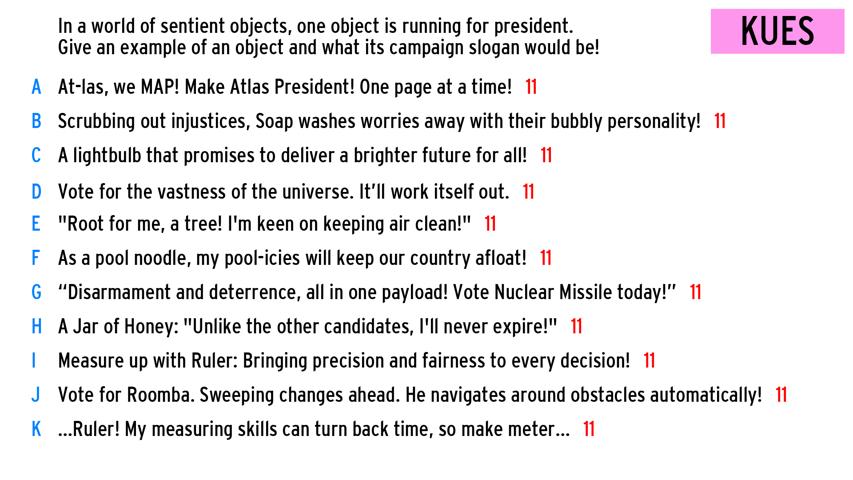 In a world of sentient objects, one object is running for president.
Give an example of an object and what its campaign slogan would be!
KUES
A At-las, we MAP! Make Atlas President! One page at a time! 11
B Scrubbing out injustices, Soap washes worries away with their bubbly personality! 11
C A lightbulb that promises to deliver a brighter future for all! 11
D Vote for the vastness of the universe. It’ll work itself out. 11
E "Root for me, a tree! I'm keen on keeping air clean!" 11
F As a pool noodle, my pool-icies will keep our country afloat! 11
G “Disarmament and deterrence, all in one payload! Vote Nuclear Missile today!” 11
H A Jar of Honey: "Unlike the other candidates, I'll never expire!" 11
I Measure up with Ruler: Bringing precision and fairness to every decision! 11
J Vote for Roomba. Sweeping changes ahead. He navigates around obstacles automatically! 11
K ...Ruler! My measuring skills can turn back time, so make meter... 11